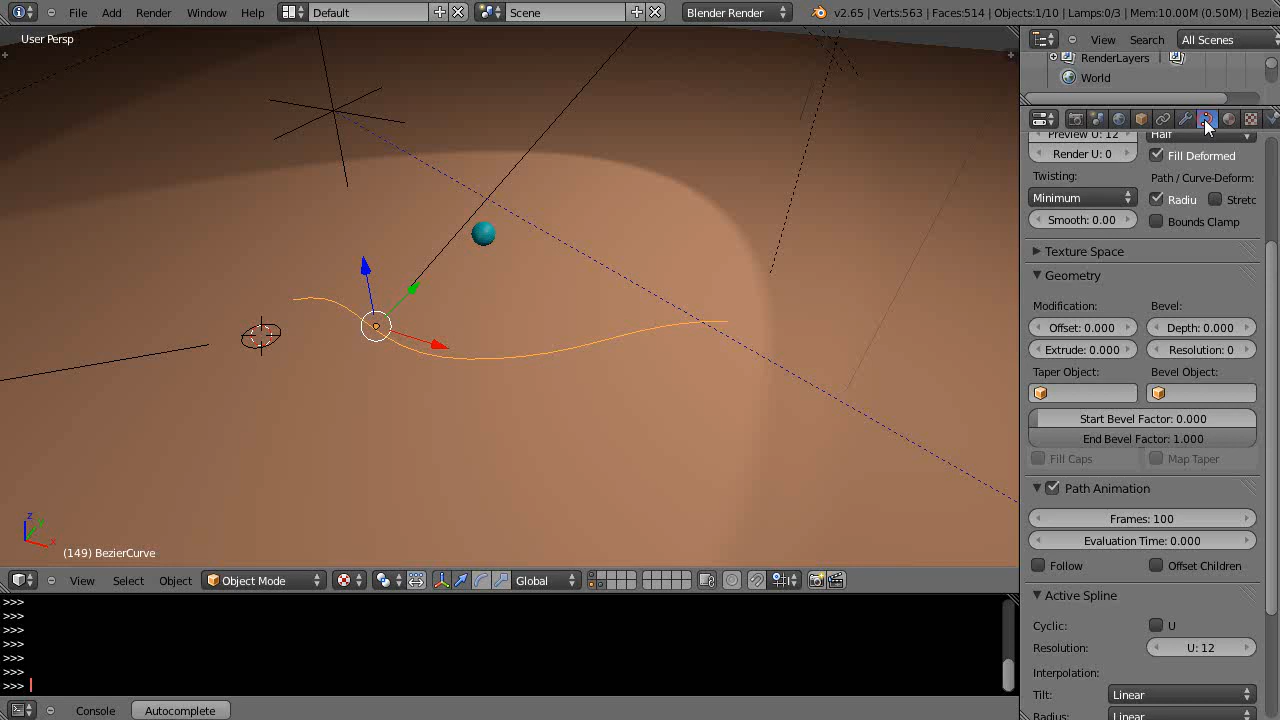 File Add Render Window Help Default Scene Blender Render v2.65 | Verts:563 | Faces:514 | Objects:1/10 | Lamps:0/3 | Mem:10.00M (0.50M) | Bezier
User Persp
View Search All Scenes
RenderLayers |
World
Preview U: 12 Half
Render U: 0 Fill Deformed
Twisting: Path / Curve-Deform:
Minimum Radiu Stretc
Smooth: 0.00 Bounds Clamp
Texture Space
Geometry
Modification: Bevel:
Offset: 0.000 Depth: 0.000
Extrude: 0.000 Resolution: 0
Taper Object: Bevel Object:
Start Bevel Factor: 0.000
End Bevel Factor: 1.000
Fill Caps Map Taper
Path Animation
Frames: 100
Evaluation Time: 0.000
Follow Offset Children
Active Spline
Cyclic: U
Resolution: U: 12
Interpolation:
Tilt: Linear
Radius: Linear
z
y
x
(149) BezierCurve
View Select Object Object Mode Global
>>>
>>>
>>>
>>>
>>>
>>>
>>>
Console Autocomplete